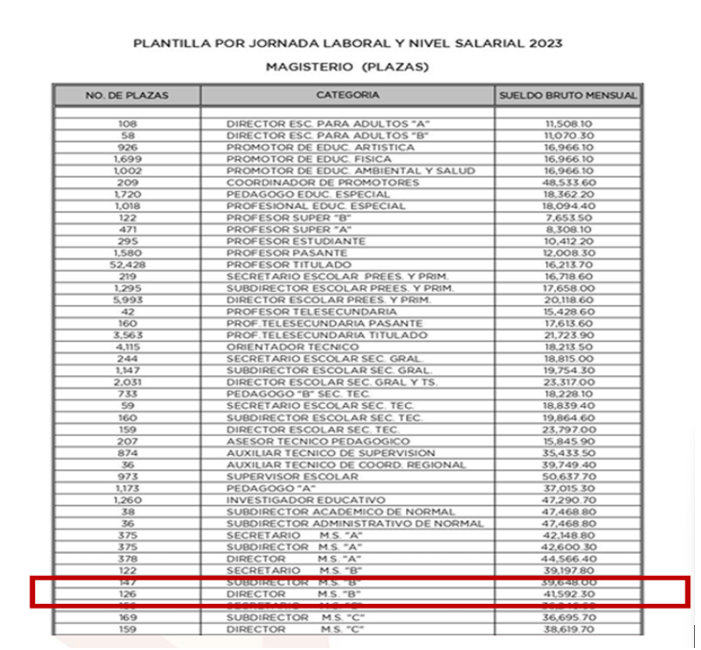 PLANTILLA POR JORNADA LABORAL Y NIVEL SALARIAL 2023
MAGISTERIO (PLAZAS)
NO. DE PLAZAS CATEGORIA SUELDO BRUTO MENSUAL
108 DIRECTOR ESC. PARA ADULTOS "A" 11,508.10
58 DIRECTOR ESC. PARA ADULTOS "B" 11,070.30
926 PROMOTOR DE EDUC. ARTISTICA 16,966.10
1,699 PROMOTOR DE EDUC. FISICA 16,966.10
1,002 PROMOTOR DE EDUC. AMBIENTAL Y SALUD 16,966.10
209 COORDINADOR DE PROMOTORES 48,533.60
1,720 PEDAGOGO EDUC. ESPECIAL 18,362.20
1,018 PROFESIONAL EDUC. ESPECIAL 18,094.40
122 PROFESOR SUPER "B" 7,653.50
471 PROFESOR SUPER "A" 8,308.10
295 PROFESOR ESTUDIANTE 10,412.20
1,580 PROFESOR PASANTE 12,008.30
52,428 PROFESOR TITULADO 16,213.70
219 SECRETARIO ESCOLAR PREES. Y PRIM. 16,718.60
1,295 SUBDIRECTOR ESCOLAR PREES. Y PRIM. 17,658.00
5,993 DIRECTOR ESCOLAR PREES. Y PRIM. 20,118.60
42 PROFESOR TELESECUNDARIA 15,428.60
160 PROF.TELESECUNDARIA PASANTE 17,613.60
3,563 PROF.TELESECUNDARIA TITULADO 21,723.90
4,115 ORIENTADOR TECNICO 18,213.50
244 SECRETARIO ESCOLAR SEC. GRAL. 18,815.00
1,147 SUBDIRECTOR ESCOLAR SEC. GRAL. 19,754.30
2,031 DIRECTOR ESCOLAR SEC. GRAL Y TS. 23,317.00
733 PEDAGOGO "B" SEC. TEC. 18,228.10
59 SECRETARIO ESCOLAR SEC. TEC. 18,839.40
160 SUBDIRECTOR ESCOLAR SEC. TEC. 19,864.60
159 DIRECTOR ESCOLAR SEC. TEC. 23,797.00
207 ASESOR TECNICO PEDAGOGICO 15,845.90
874 AUXILIAR TECNICO DE SUPERVISION 35,433.50
36 AUXILIAR TECNICO DE COORD. REGIONAL 39,749.40
973 SUPERVISOR ESCOLAR 50,637.70
1,173 PEDAGOGO "A" 37,015.30
1,260 INVESTIGADOR EDUCATIVO 47,290.70
38 SUBDIRECTOR ACADEMICO DE NORMAL 47,468.80
36 SUBDIRECTOR ADMINISTRATIVO DE NORMAL 47,468.80
375 SECRETARIO M.S. "A" 42,148.80
375 SUBDIRECTOR M.S. "A" 42,600.30
378 DIRECTOR M.S. "A" 44,566.40
122 SECRETARIO M.S. "B" 39,197.80
147 SUBDIRECTOR M.S. "B" 39,648.00
126 DIRECTOR M.S. "B" 41,592.30
SECRETARIO M.S. "C"
169 SUBDIRECTOR M.S. "C" 36,695.70
159 DIRECTOR M.S. "C" 38,619.70